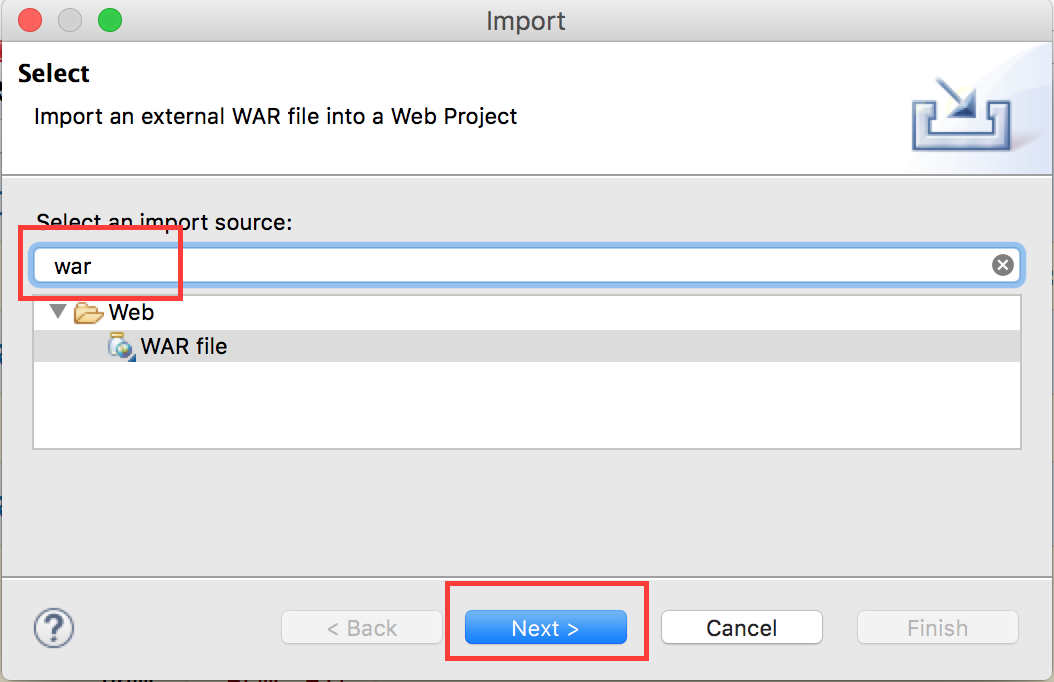 Import
Select
Import an external WAR file into a Web Project
Select an import source:
war
Web
WAR file
?
< Back
Next >
Cancel
Finish